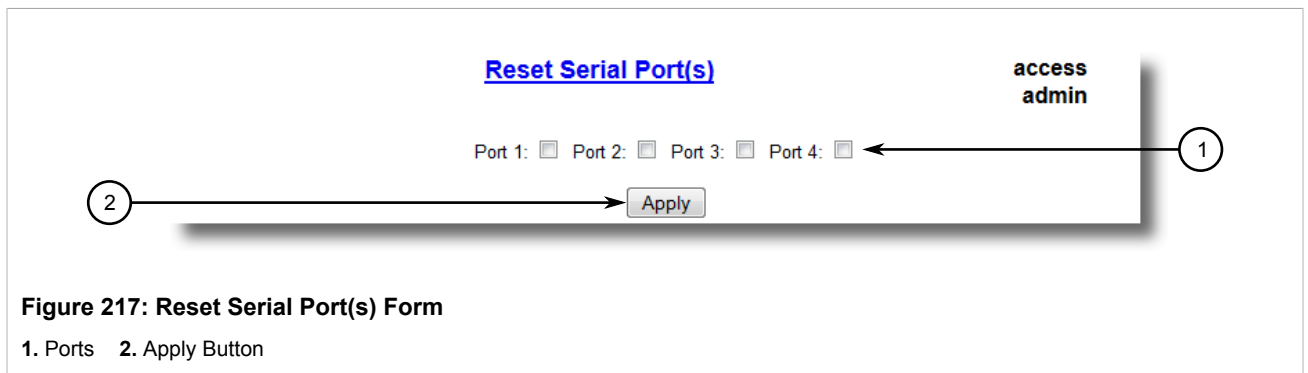 Reset Serial Port(s)
access
admin
Port 1: Port 2: Port 3: Port 4:
1
2
Apply
Figure 217: Reset Serial Port(s) Form
1. Ports 2. Apply Button